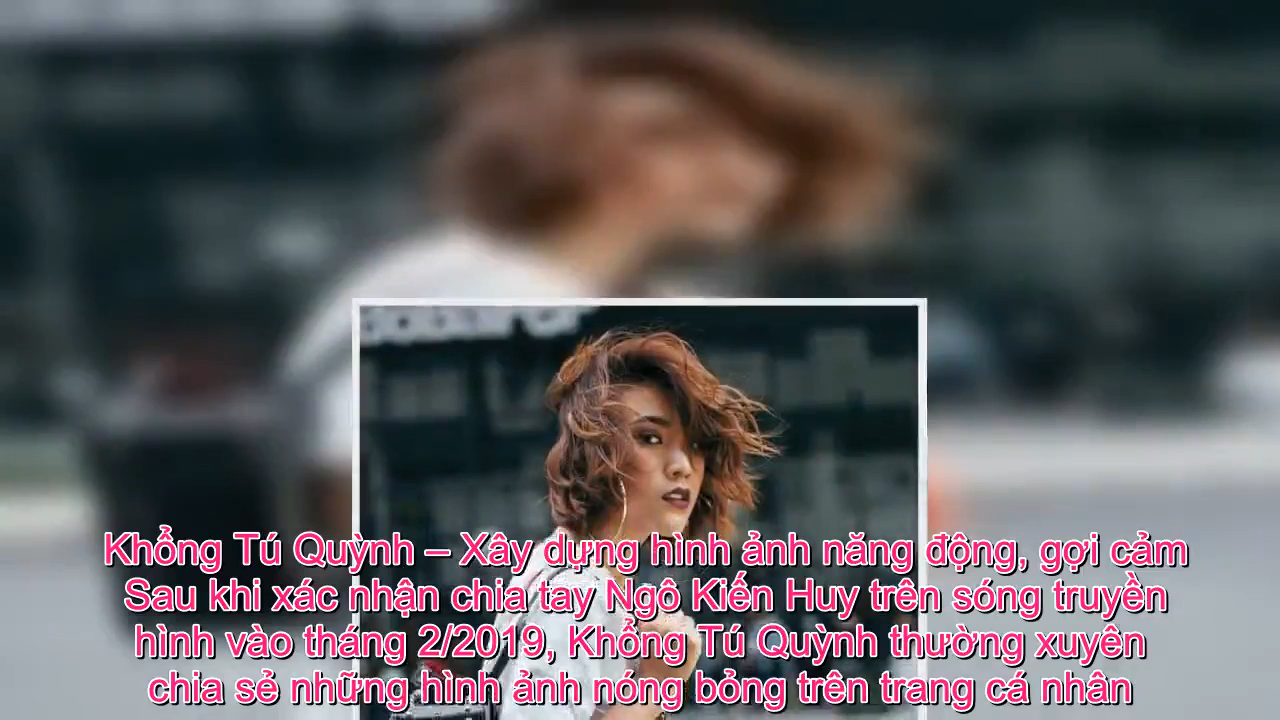 Khổng Tú Quỳnh – Xây dựng hình ảnh năng động, gợi cảm
Sau khi xác nhận chia tay Ngô Kiến Huy trên sóng truyền
hình vào tháng 2/2019, Khổng Tú Quỳnh thường xuyên
chia sẻ những hình ảnh nóng bỏng trên trang cá nhân